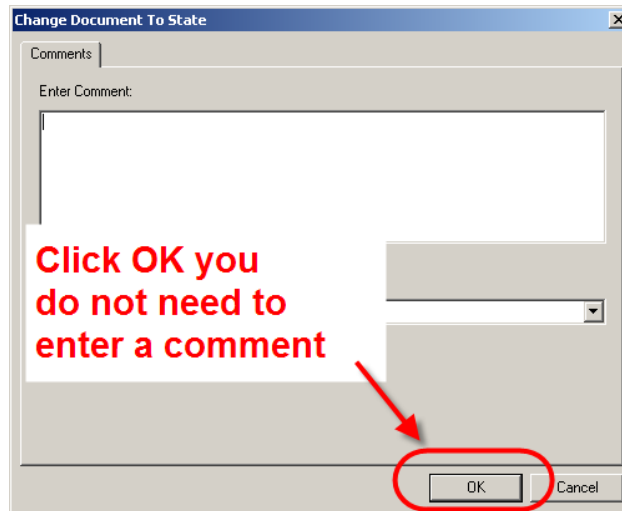 Change Document To State
Comments
Enter Comment:
Click OK you
do not need to
enter a comment
OK
Cancel